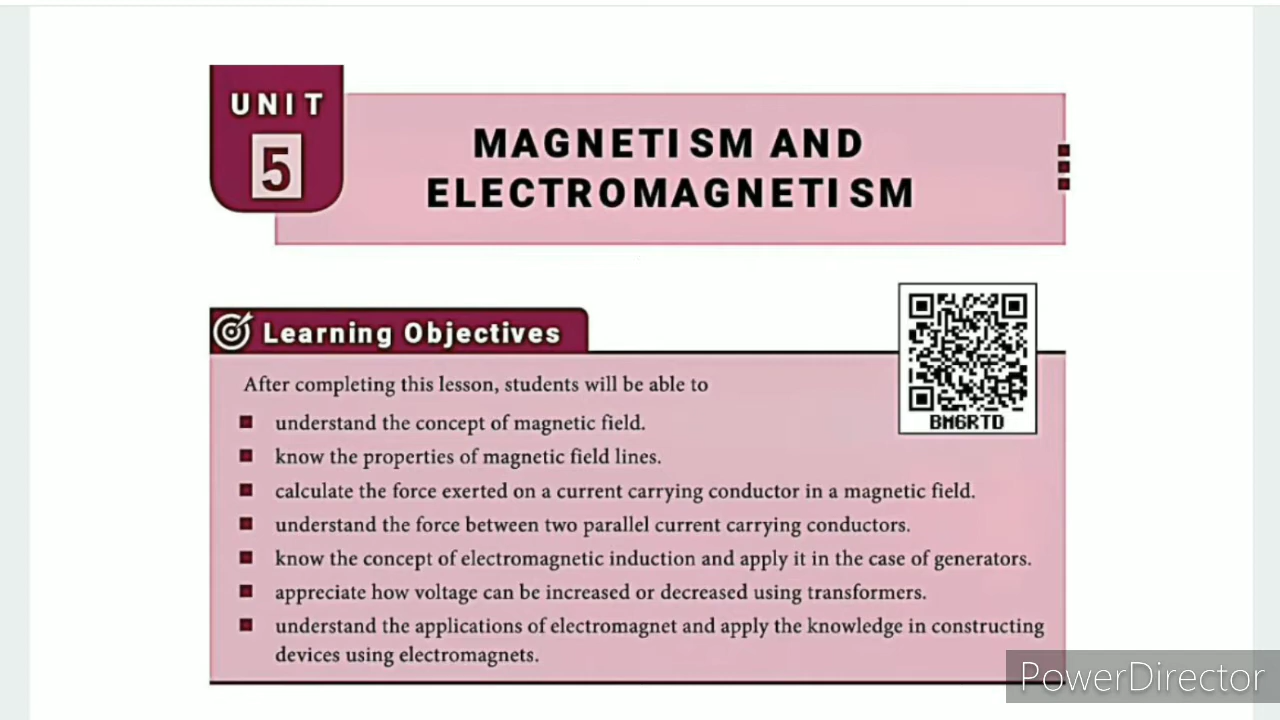 UNIT
5
MAGNETISM AND
ELECTROMAGNETISM
Learning Objectives
BM6RTD
After completing this lesson, students will be able to
understand the concept of magnetic field.
know the properties of magnetic field lines.
calculate the force exerted on a current carrying conductor in a magnetic field.
understand the force between two parallel current carrying conductors.
know the concept of electromagnetic induction and apply it in the case of generators.
appreciate how voltage can be increased or decreased using transformers.
understand the applications of electromagnet and apply the knowledge in constructing
devices using electromagnets.
PowerDirector